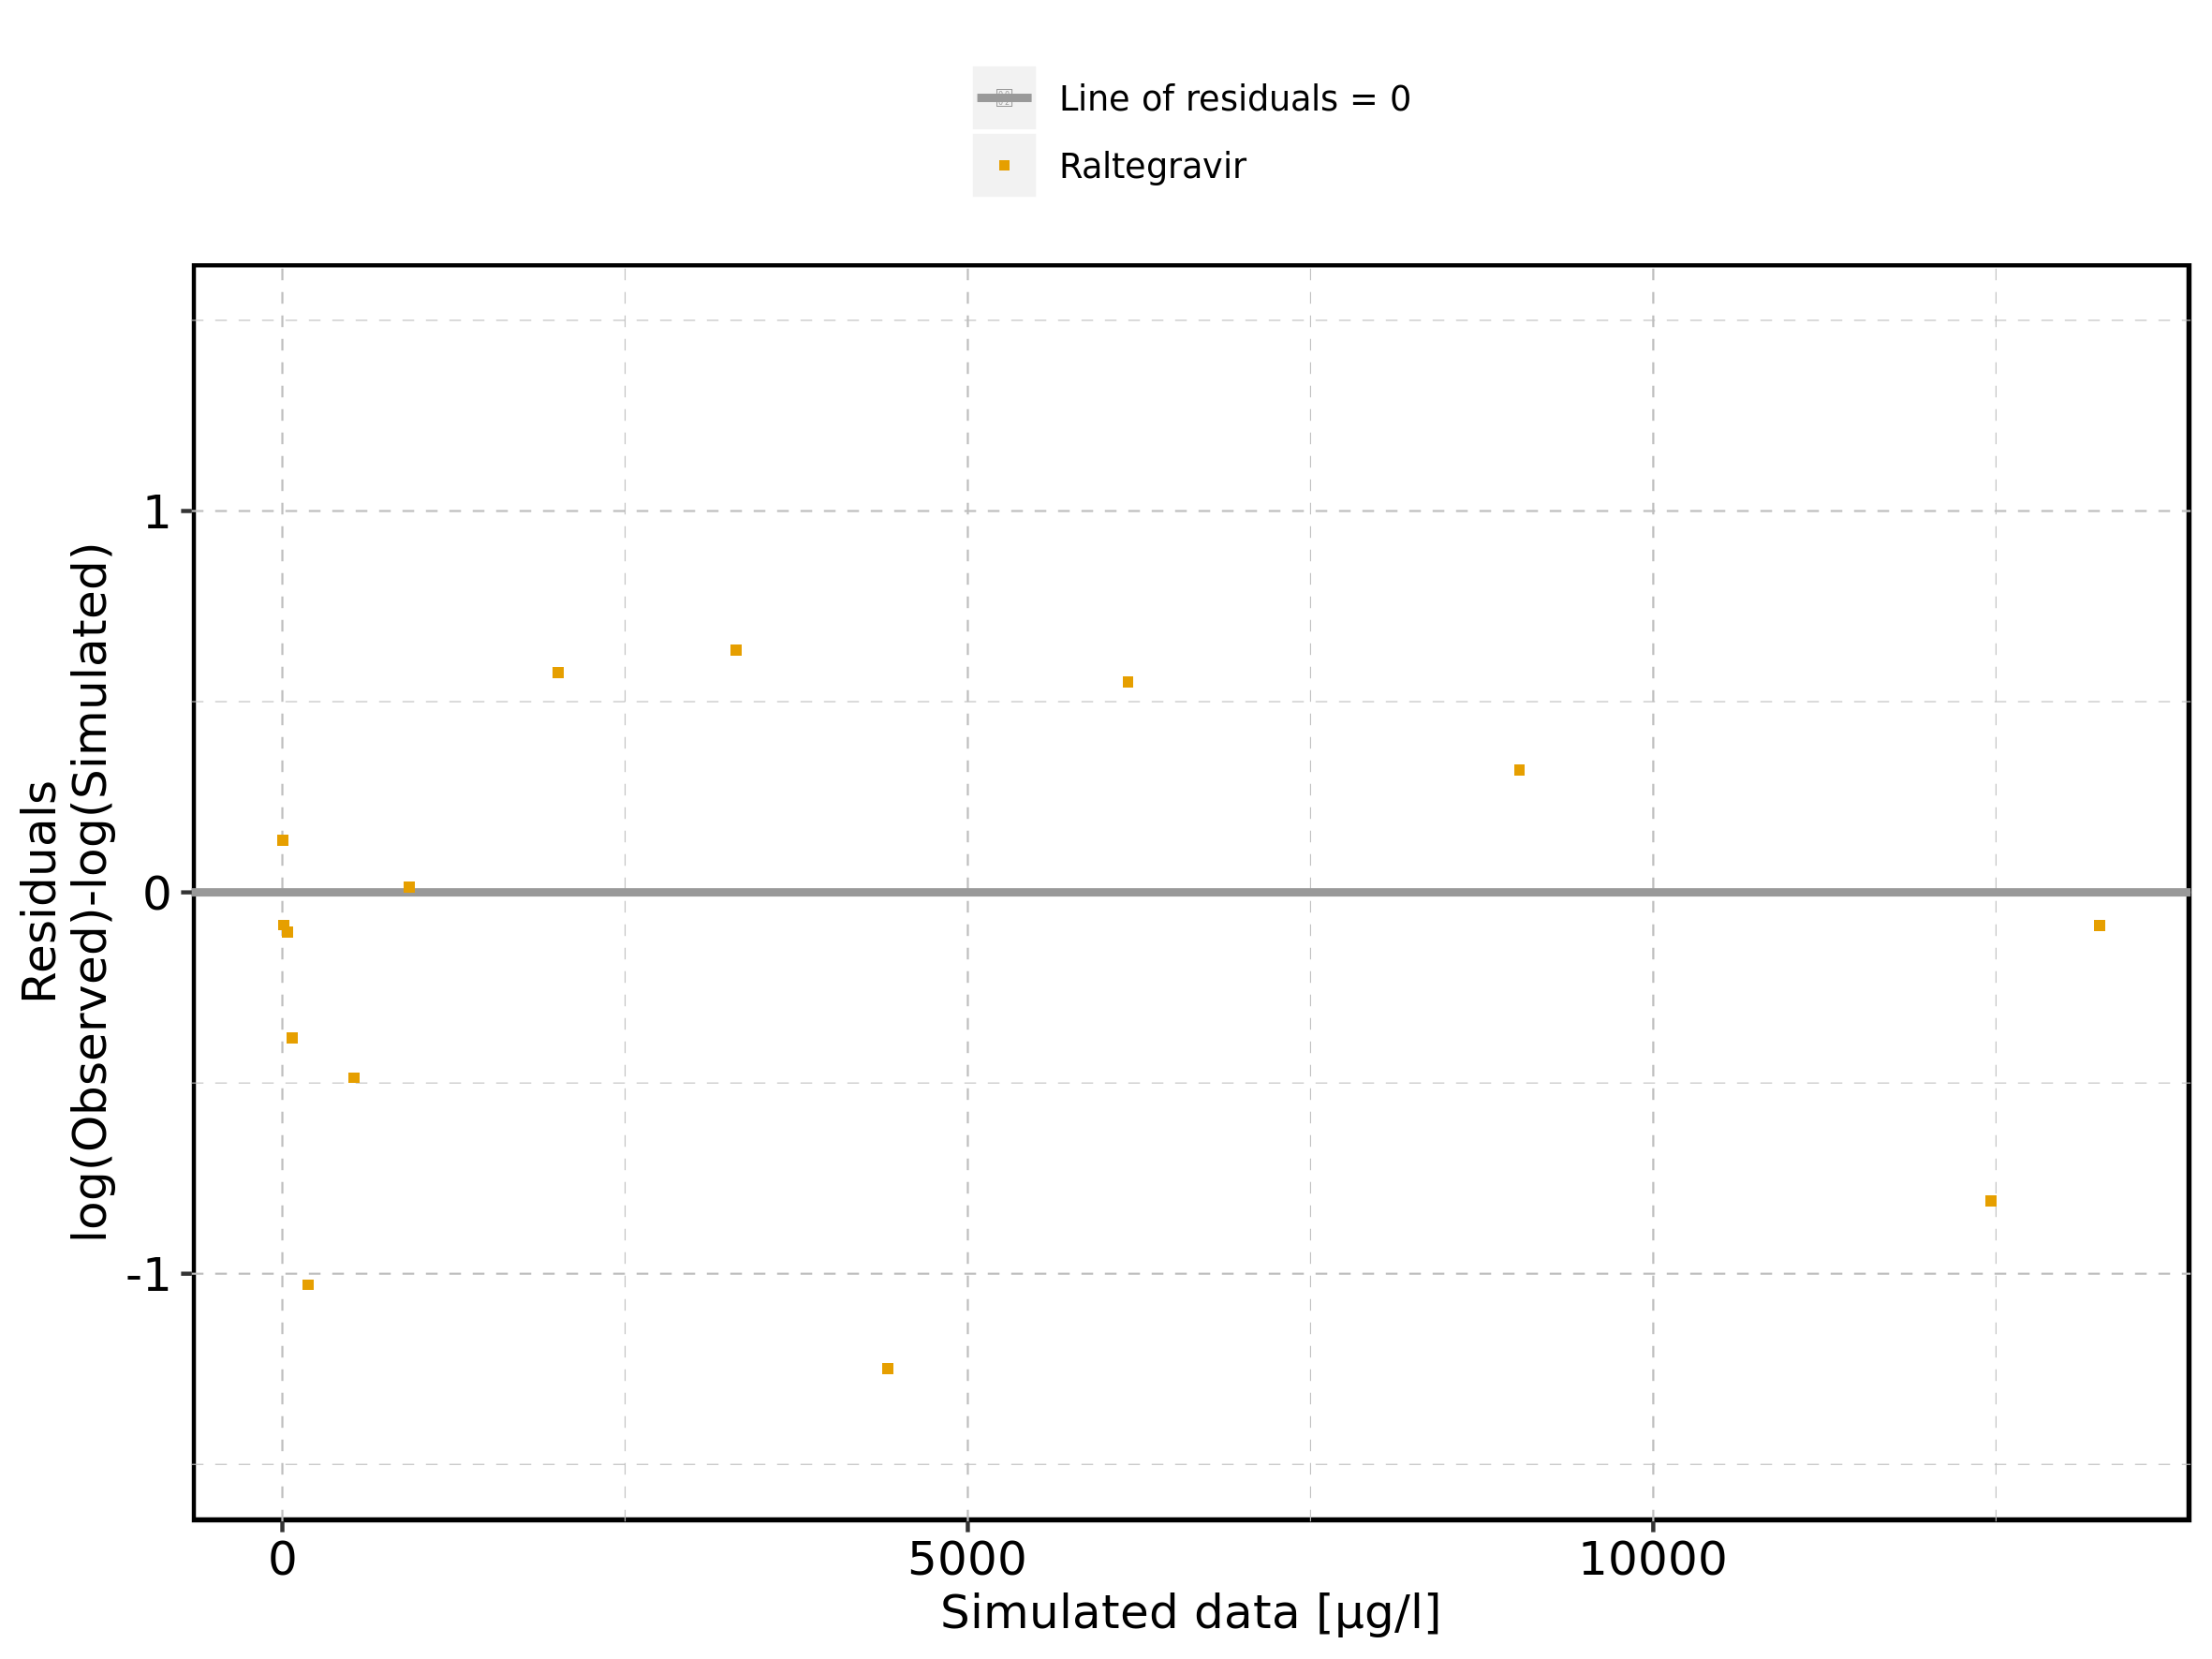 Line of residuals = 0
Raltegravir
Residuals
log(Observed)-log(Simulated)
1
0
-1
0
5000
10000
Simulated data [µg/l]